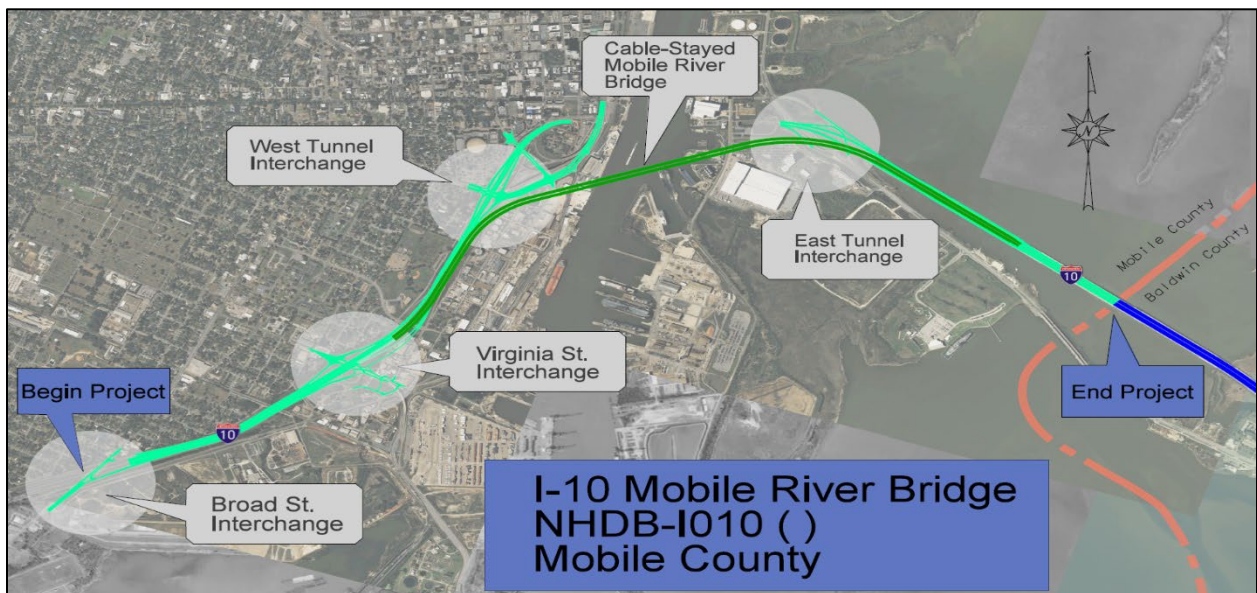 Cable-Stayed
Mobile River
Bridge
West Tunnel
Interchange
N
East Tunnel
Interchange
Mobile County
Baldwin County
10
Virginia St.
Interchange
Begin Project
End Project
10
Broad St.
Interchange
I-10 Mobile River Bridge
NHDB-I010 ( )
Mobile County